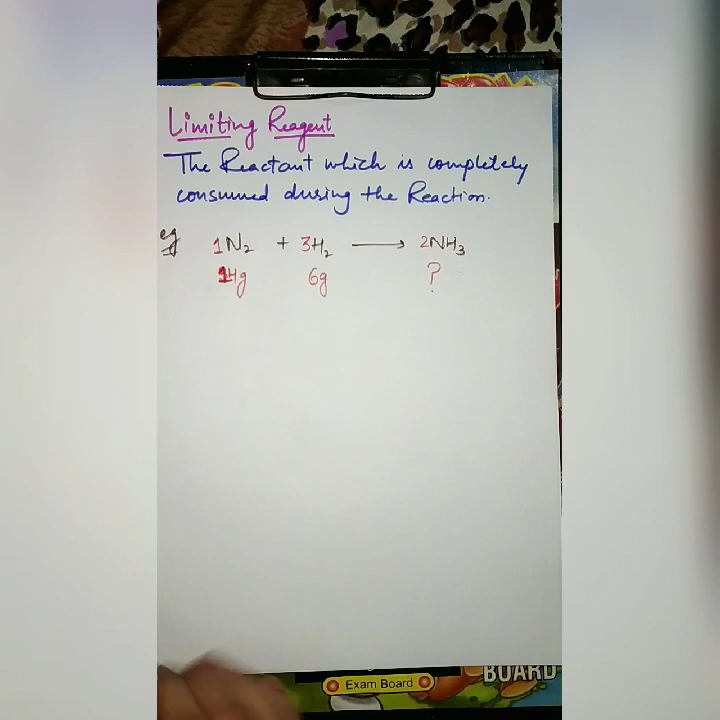 Limiting Reagent
The Reactant which is completely
consumed during the Reaction.
eg 1N₂ + 3H₂ ⟶ 2NH₃
14g 6g ?
BOARD
Exam Board